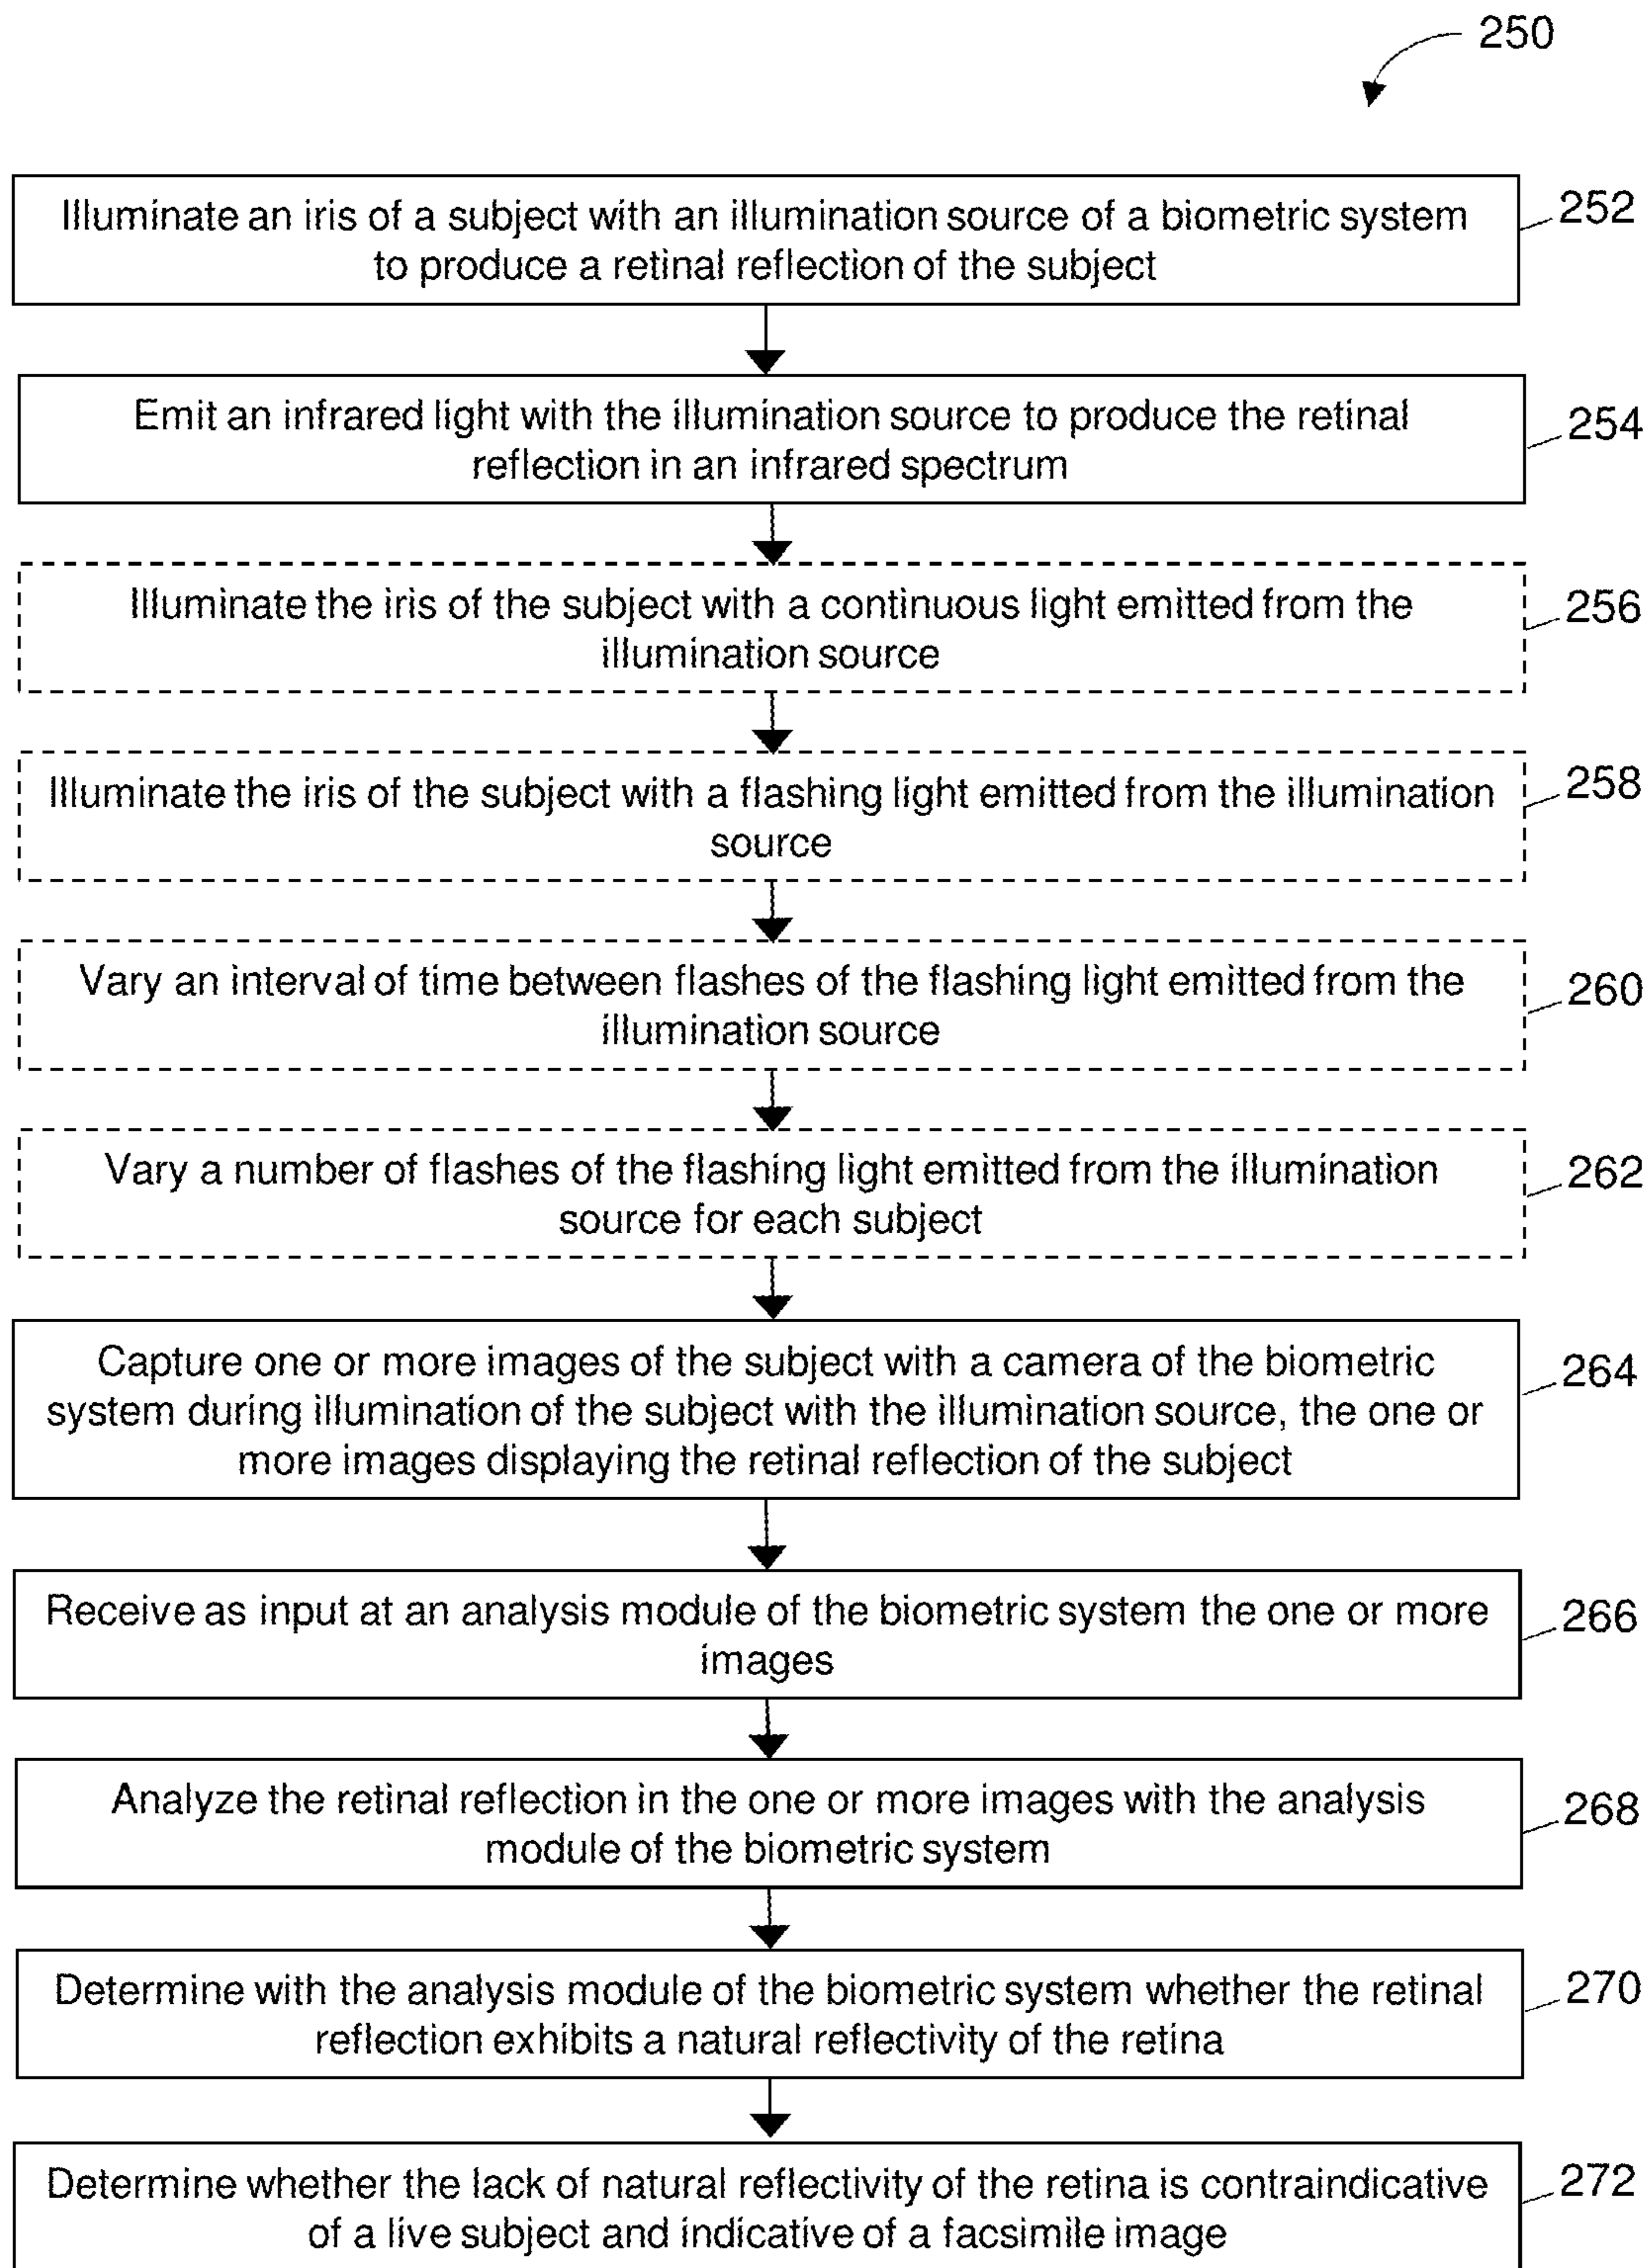 250
Illuminate an iris of a subject with an illumination source of a biometric system
to produce a retinal reflection of the subject
252
Emit an infrared light with the illumination source to produce the retinal
reflection in an infrared spectrum
254
Illuminate the iris of the subject with a continuous light emitted from the
illumination source
256
Illuminate the iris of the subject with a flashing light emitted from the illumination
source
258
Vary an interval of time between flashes of the flashing light emitted from the
illumination source
260
Vary a number of flashes of the flashing light emitted from the illumination
source for each subject
262
Capture one or more images of the subject with a camera of the biometric
system during illumination of the subject with the illumination source, the one or
more images displaying the retinal reflection of the subject
264
Receive as input at an analysis module of the biometric system the one or more
images
266
Analyze the retinal reflection in the one or more images with the analysis
module of the biometric system
268
Determine with the analysis module of the biometric system whether the retinal
reflection exhibits a natural reflectivity of the retina
270
Determine whether the lack of natural reflectivity of the retina is contraindicative
of a live subject and indicative of a facsimile image
272